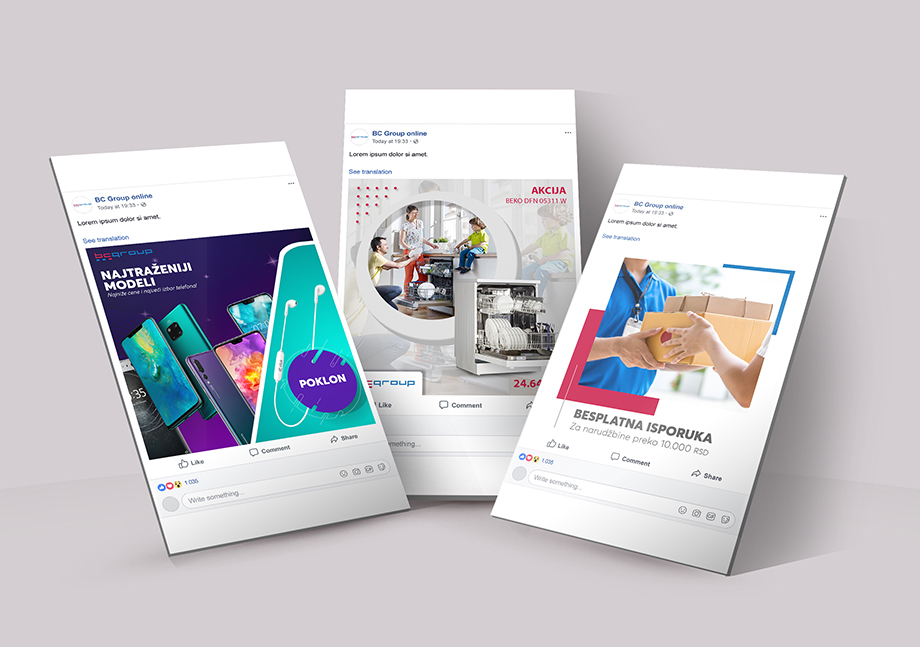 BC Group online
Today at 19:33
Lorem ipsum dolor si amet.
See translation
bcgroup
NAJTRAŽENIJI
MODELI
Najniže cene i najveći izbor telefona!
POKLON
Like
Comment
Share
1 035
Write something...
BC Group online
Today at 19:33
Lorem ipsum dolor si amet.
See translation
AKCIJA
BEKO DFN 05311 W
bcgroup
24.64
Like
Comment
BC Group online
Today at 19:33
Lorem ipsum dolor si amet.
See translation
BESPLATNA ISPORUKA
Za narudžbine preko 10.000 RSD
Like
Comment
Share
1 035
Write something...